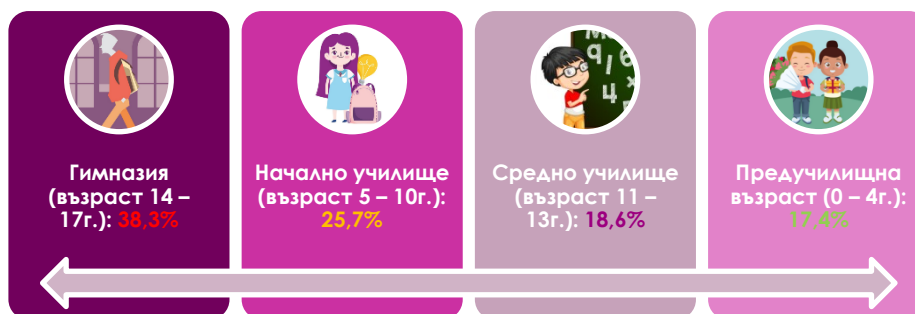 Гимназия
(възраст 14 –
17г.): 38,3%
Начално училище
(възраст 5 – 10г.):
25,7%
Средно училище
(възраст 11 –
13г.): 18,6%
Предучилищна
възраст (0 – 4г.):
17,4%